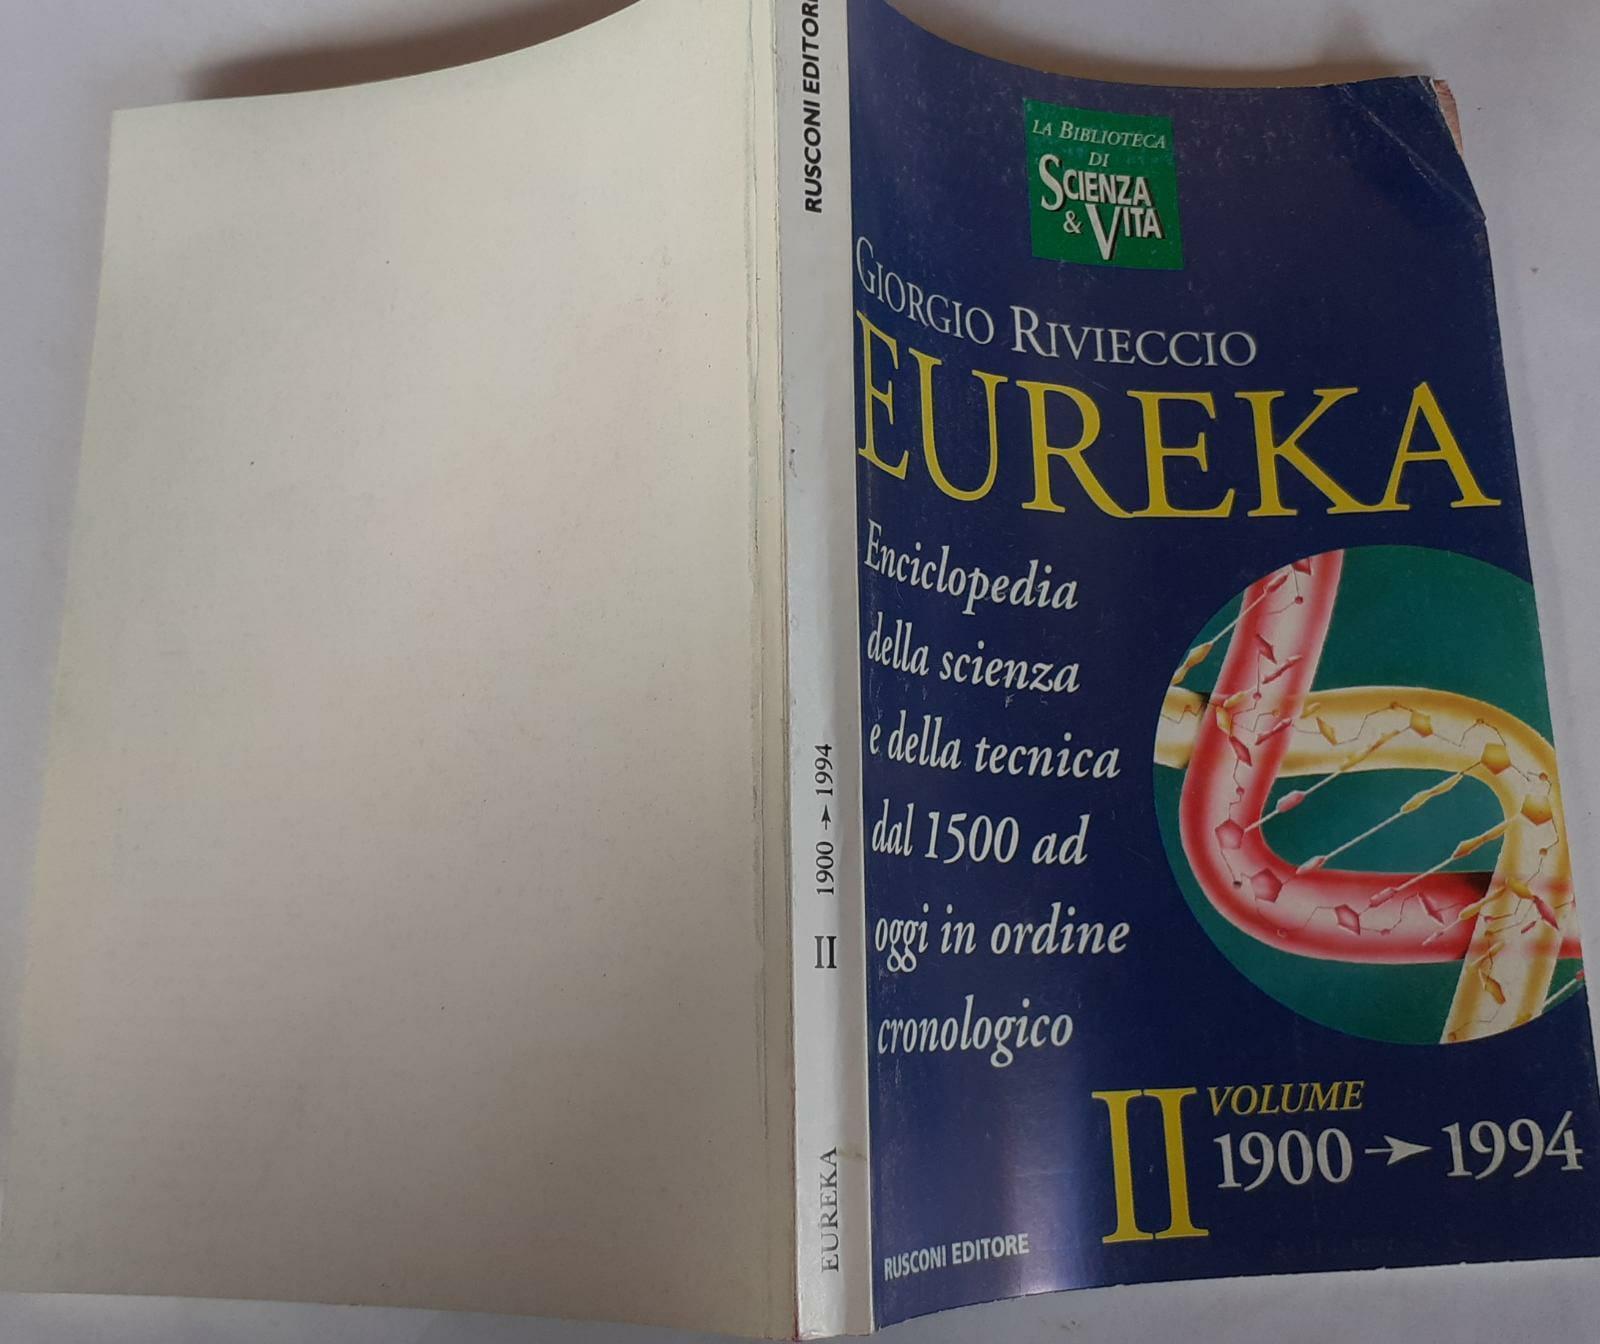 RUSCONI EDITORE
1900 → 1994
II
EUREKA
LA BIBLIOTECA
DI
SCIENZA
& VITA
GIORGIO RIVIECCIO
EUREKA
Enciclopedia
della scienza
e della tecnica
dal 1500 ad
oggi in ordine
cronologico
II VOLUME
1900 → 1994
RUSCONI EDITORE